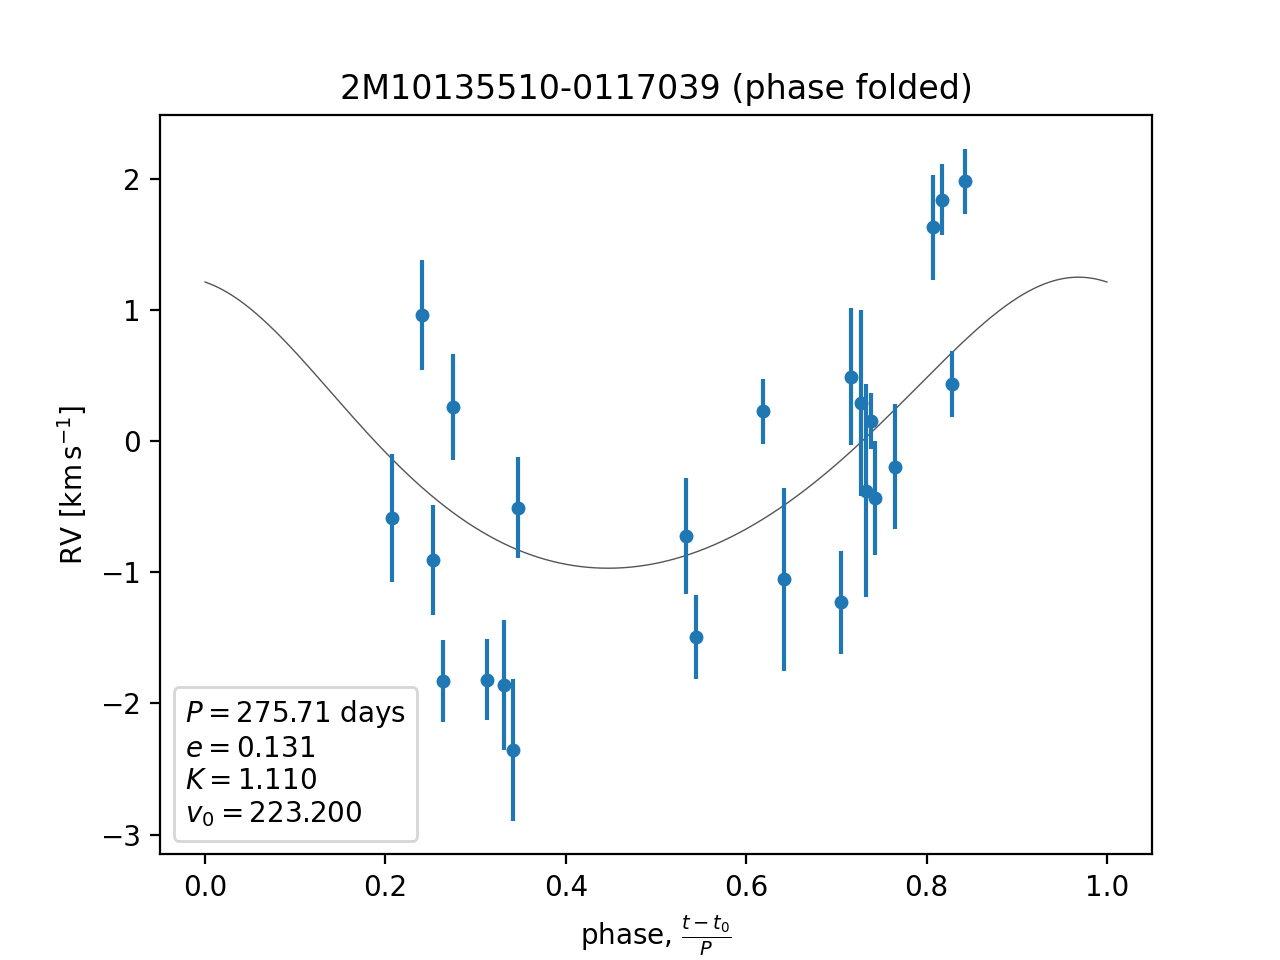 2M10135510-0117039 (phase folded)
RV [km s⁻¹]
2
1
0
−1
−2
−3
P = 275.71 days
e = 0.131
K = 1.110
v₀ = 223.200
0.0 0.2 0.4 0.6 0.8 1.0
phase, (t − t₀)/P